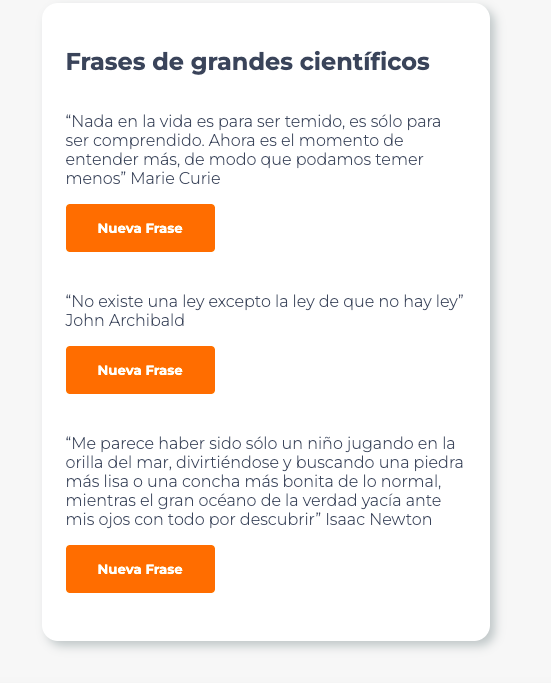 Frases de grandes científicos
“Nada en la vida es para ser temido, es sólo para
ser comprendido. Ahora es el momento de
entender más, de modo que podamos temer
menos” Marie Curie
Nueva Frase
“No existe una ley excepto la ley de que no hay ley”
John Archibald
Nueva Frase
“Me parece haber sido sólo un niño jugando en la
orilla del mar, divirtiéndose y buscando una piedra
más lisa o una concha más bonita de lo normal,
mientras el gran océano de la verdad yacía ante
mis ojos con todo por descubrir” Isaac Newton
Nueva Frase